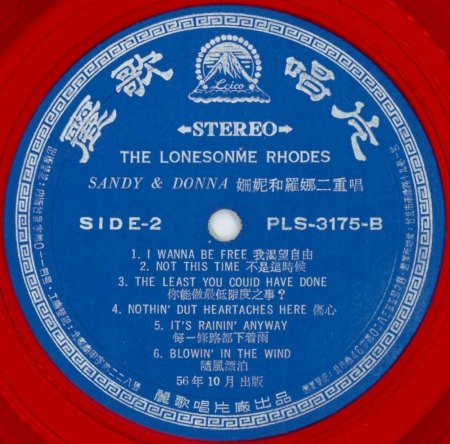 麗歌唱片
Leico
STEREO
THE LONESONME RHODES
SANDY & DONNA 姍妮和羅娜二重唱
SIDE-2 PLS-3175-B
1. I WANNA BE FREE 我渴望自由
2. NOT THIS TIME 不是這時候
3. THE LEAST YOU COUID HAVE DONE
你能做最低限度之事?
4. NOTHIN' DUT HEARTACHES HERE 傷心
5. IT'S RAININ' ANYWAY
每一條路都下着雨
6. BLOWIN' IN THE WIND
隨風漂泊
56年10月出版
麗歌唱片廠出品